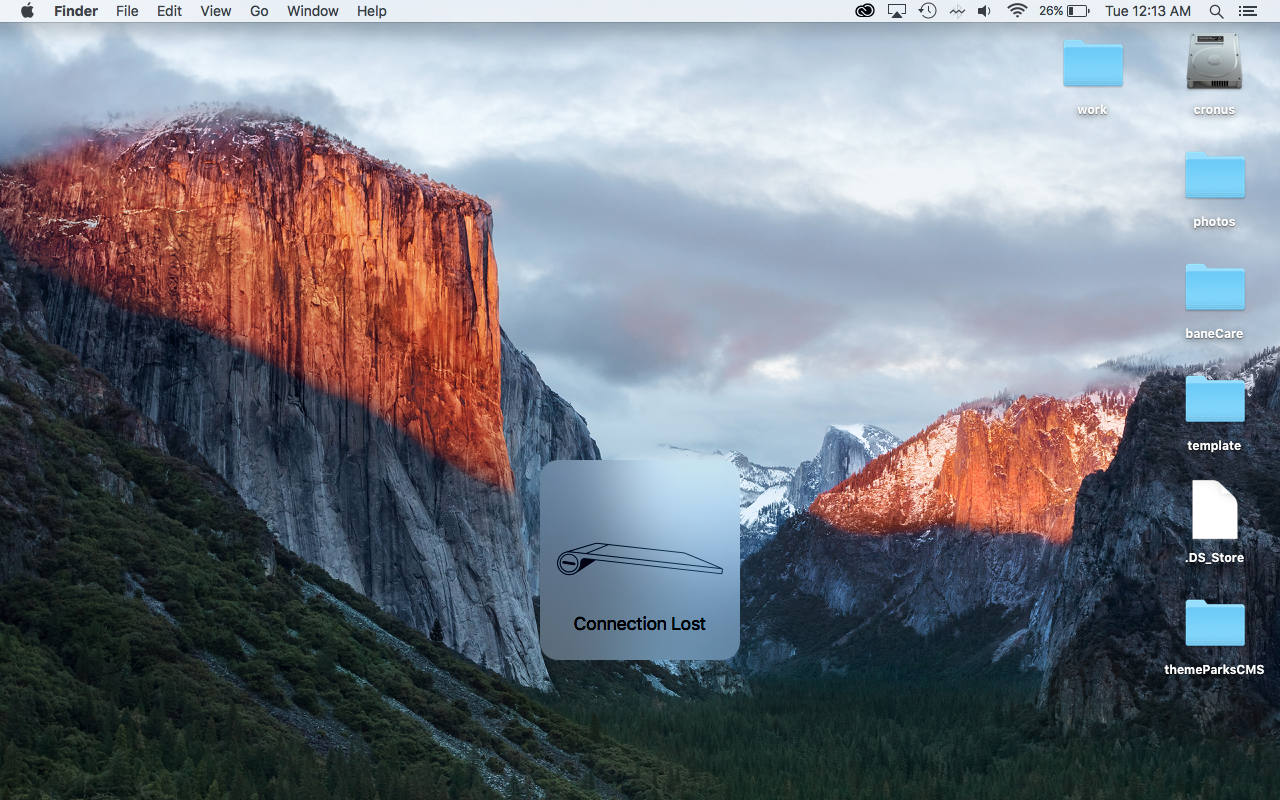 Finder File Edit View Go Window Help 26% Tue 12:13 AM
work cronus
photos
baneCare
template
.DS_Store
Connection Lost
themeParksCMS